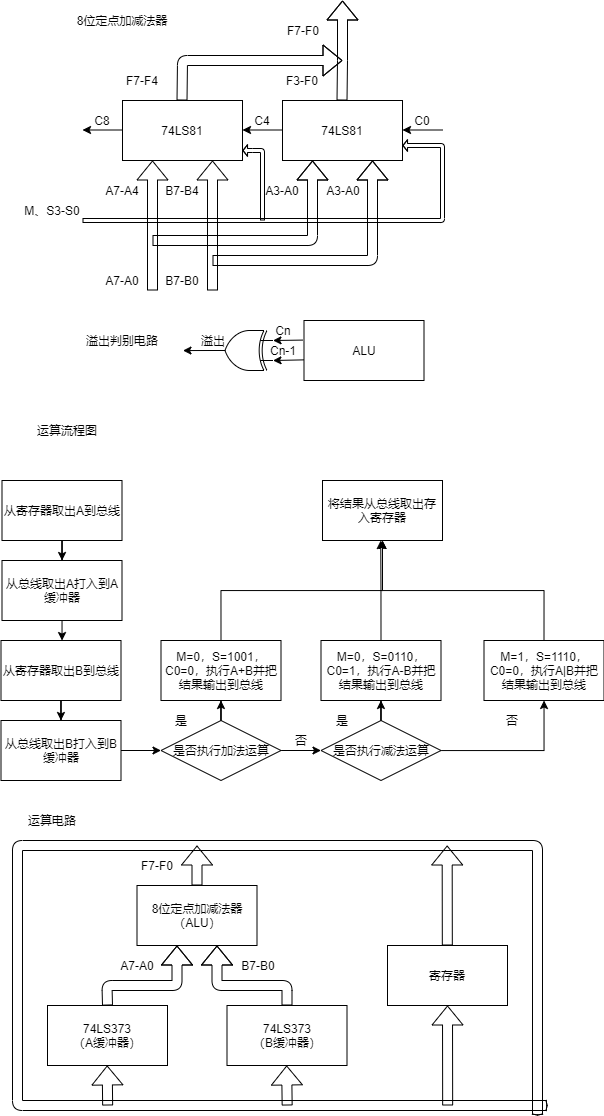 8位定点加减法器
F7-F0
F7-F4
F3-F0
C8
74LS81
C4
74LS81
C0
A7-A4
B7-B4
A3-A0
A3-A0
M、S3-S0
A7-A0
B7-B0
溢出判别电路
溢出
Cn
Cn-1
ALU
运算流程图
从寄存器取出A到总线
将结果从总线取出存
入寄存器
从总线取出A打入到A
缓冲器
从寄存器取出B到总线
M=0，S=1001，
C0=0，执行A+B并把
结果输出到总线
M=0，S=0110，
C0=1，执行A-B并把
结果输出到总线
M=1，S=1110，
C0=0，执行A|B并把
结果输出到总线
是
是
否
从总线取出B打入到B
缓冲器
是否执行加法运算
否
是否执行减法运算
运算电路
F7-F0
8位定点加减法器
（ALU）
A7-A0
B7-B0
寄存器
74LS373
（A缓冲器）
74LS373
（B缓冲器）